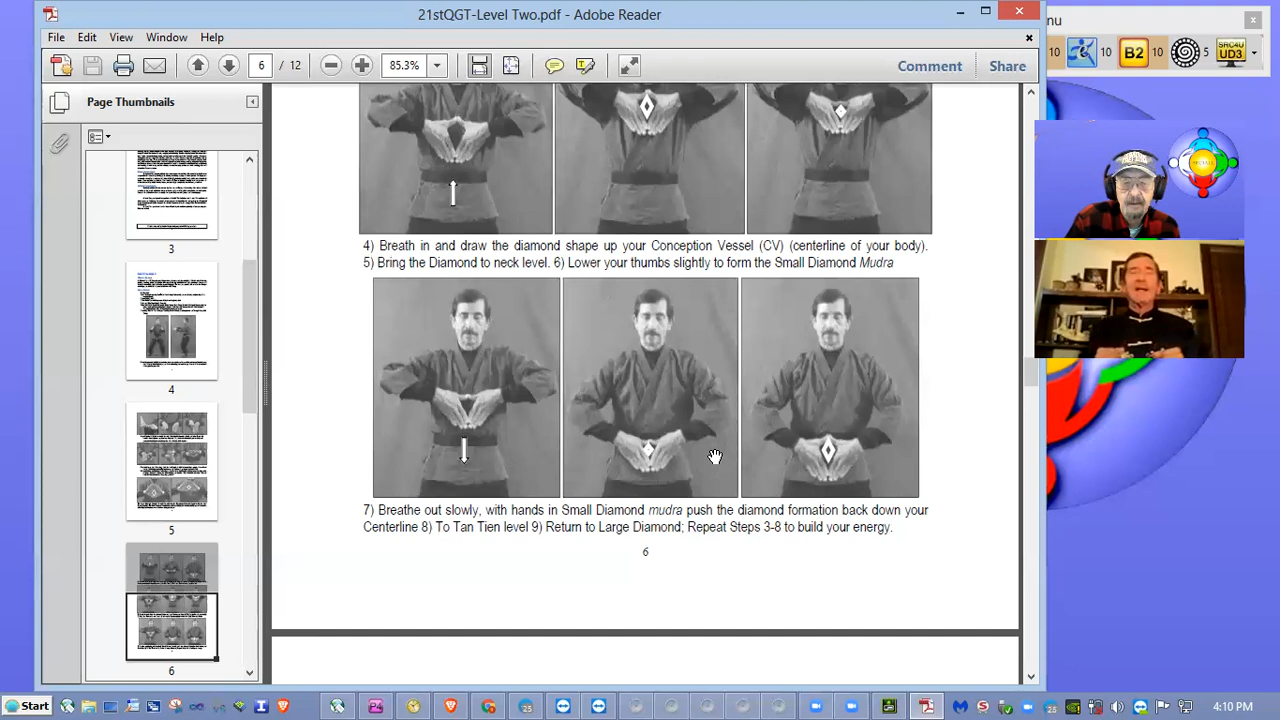 21stQGT-Level Two.pdf - Adobe Reader
nu
File Edit View Window Help
10 10 B2 10 5 SRC4U UD3
6 / 12 85.3% Comment Share
Page Thumbnails
3
4
5
6
4) Breath in and draw the diamond shape up your Conception Vessel (CV) (centerline of your body).
5) Bring the Diamond to neck level. 6) Lower your thumbs slightly to form the Small Diamond Mudra
7) Breathe out slowly, with hands in Small Diamond mudra push the diamond formation back down your
Centerline 8) To Tan Tien level 9) Return to Large Diamond; Repeat Steps 3-8 to build your energy.
6
Start 25 25 4:10 PM